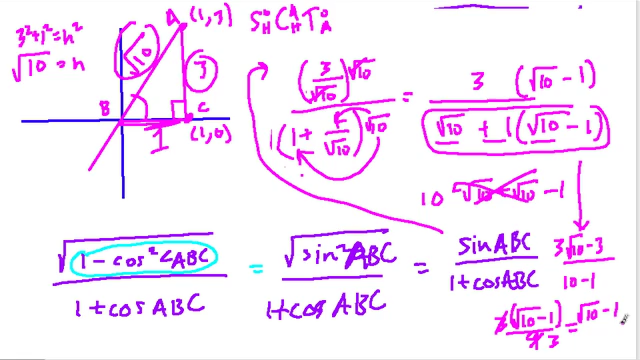 3²+1²=h²
√10 = h
√10
A (1,3)
3
B
C
1
(1,0)
S O/H C A/H T O/A
(3/√10)√10 / (1 + 1/√10)√10 = 3 (√10 - 1) / √10 + 1 (√10 - 1)
10 -√10 +√10 - 1
√(1 - cos² ∠ABC) / 1 + cos ABC = √(sin² ABC) / 1 + cos ABC = sin ABC / 1 + cos ABC
3√10 - 3 / 10 - 1
3(√10 - 1) / 9 3 = √10 - 1